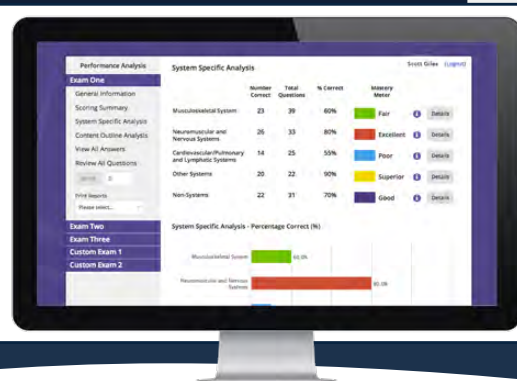 Performance Analysis
Exam One
General Information
Scoring Summary
System Specific Analysis
Content Outline Analysis
View All Answers
Review All Questions
Print Reports
Please select...
Exam Two
Exam Three
Custom Exam 1
Custom Exam 2
System Specific Analysis
Scott Giles (Logout)
Number Correct Total Questions % Correct Mastery Meter
Musculoskeletal System 23 39 60% Fair Details
Neuromuscular and Nervous Systems 26 33 80% Excellent Details
Cardiovascular/Pulmonary and Lymphatic Systems 14 25 55% Poor Details
Other Systems 20 22 90% Superior Details
Non-Systems 22 31 70% Good Details
System Specific Analysis - Percentage Correct (%)
Musculoskeletal System 60.0%
Neuromuscular and Nervous Systems 80.0%